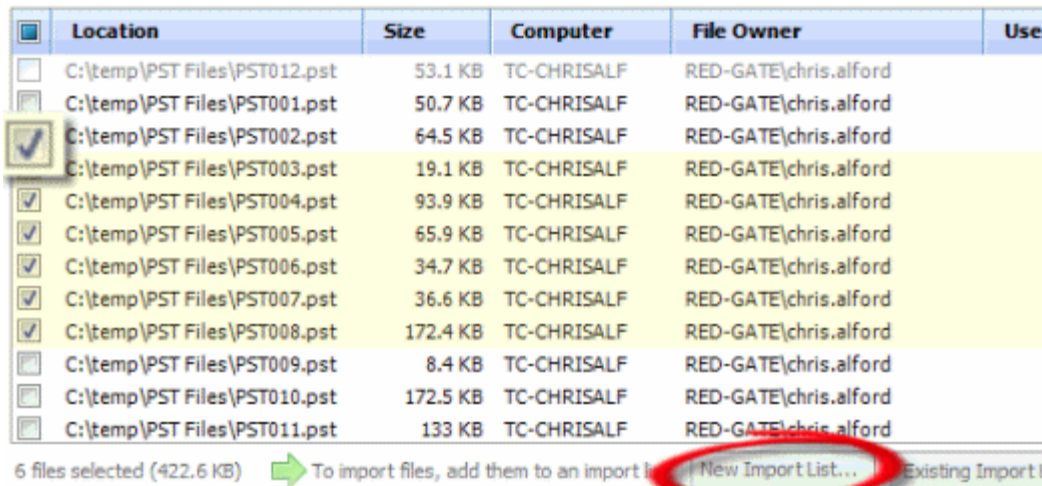 Location Size Computer File Owner Use
C:\temp\PST Files\PST012.pst 53.1 KB TC-CHRISALF RED-GATE\chris.alford
C:\temp\PST Files\PST001.pst 50.7 KB TC-CHRISALF RED-GATE\chris.alford
C:\temp\PST Files\PST002.pst 64.5 KB TC-CHRISALF RED-GATE\chris.alford
C:\temp\PST Files\PST003.pst 19.1 KB TC-CHRISALF RED-GATE\chris.alford
C:\temp\PST Files\PST004.pst 93.9 KB TC-CHRISALF RED-GATE\chris.alford
C:\temp\PST Files\PST005.pst 65.9 KB TC-CHRISALF RED-GATE\chris.alford
C:\temp\PST Files\PST006.pst 34.7 KB TC-CHRISALF RED-GATE\chris.alford
C:\temp\PST Files\PST007.pst 36.6 KB TC-CHRISALF RED-GATE\chris.alford
C:\temp\PST Files\PST008.pst 172.4 KB TC-CHRISALF RED-GATE\chris.alford
C:\temp\PST Files\PST009.pst 8.4 KB TC-CHRISALF RED-GATE\chris.alford
C:\temp\PST Files\PST010.pst 172.5 KB TC-CHRISALF RED-GATE\chris.alford
C:\temp\PST Files\PST011.pst 133 KB TC-CHRISALF RED-GATE\chris.alford
6 files selected (422.6 KB) To import files, add them to an import New Import List... Existing Import